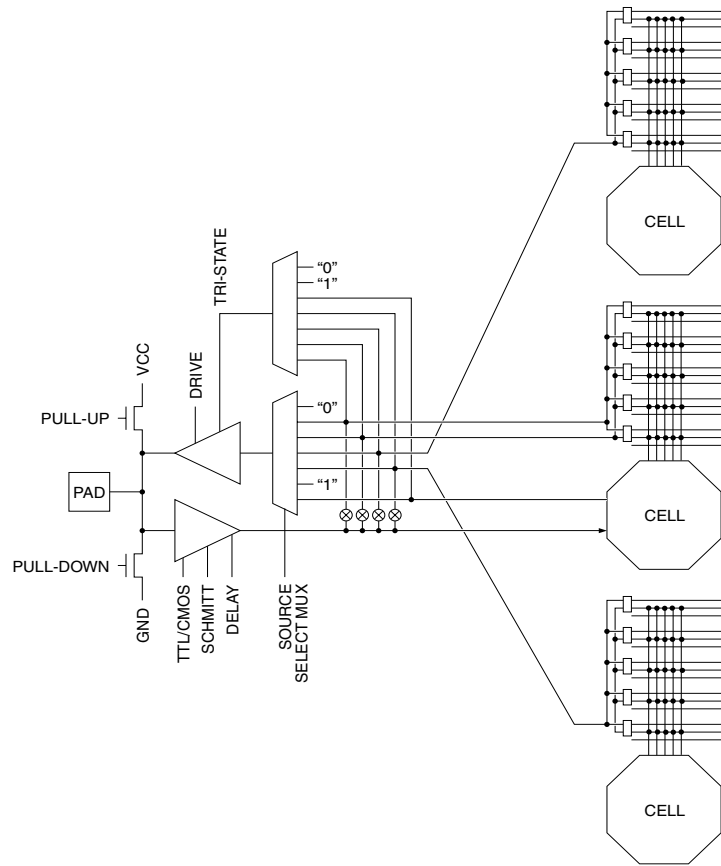 CELL
"0"
"1"
TRI-STATE
VCC
DRIVE
PULL-UP
"0"
PAD
"1"
CELL
PULL-DOWN
GND
TTL/CMOS
SCHMITT
DELAY
SOURCE
SELECT MUX
CELL